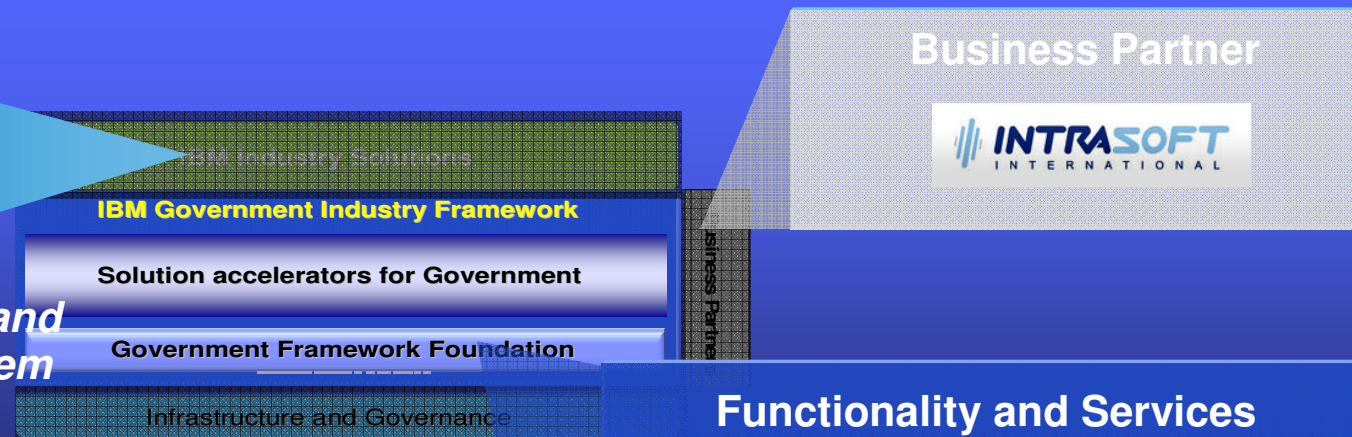 Business Partner
INTRASOFT
INTERNATIONAL
IBM Industry Solutions
IBM Government Industry Framework
Solution accelerators for Government
Government Framework Foundation
Infrastructure and Governance
usiness Partne
and
em
Functionality and Services